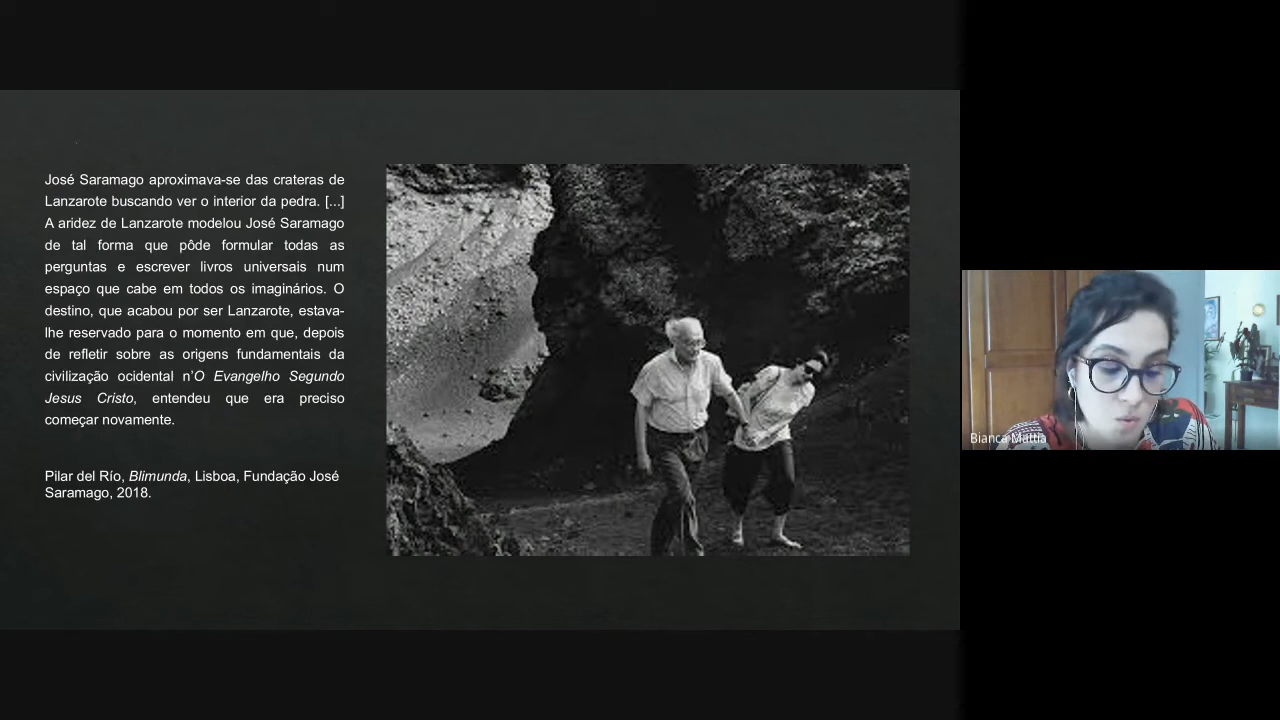 José Saramago aproximava-se das crateras de
Lanzarote buscando ver o interior da pedra. [...]
A aridez de Lanzarote modelou José Saramago
de tal forma que pôde formular todas as
perguntas e escrever livros universais num
espaço que cabe em todos os imaginários. O
destino, que acabou por ser Lanzarote, estava-
lhe reservado para o momento em que, depois
de refletir sobre as origens fundamentais da
civilização ocidental n'O Evangelho Segundo
Jesus Cristo, entendeu que era preciso
começar novamente.
Pilar del Río, Blimunda, Lisboa, Fundação José
Saramago, 2018.
Bianca Mattia